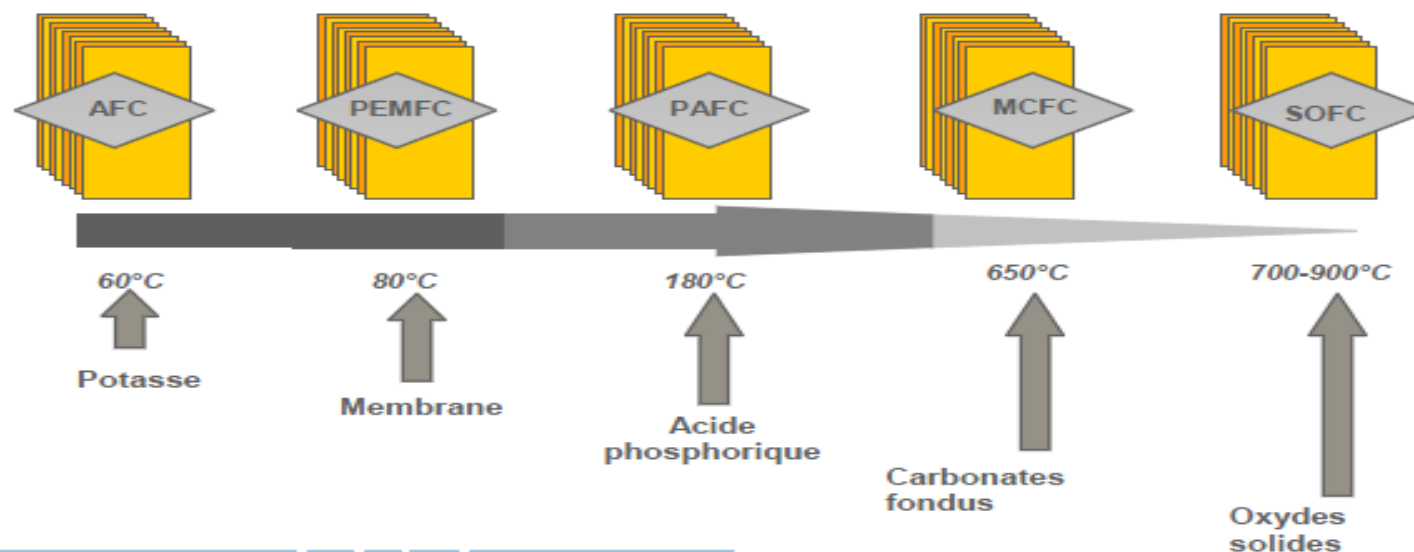 AFC
PEMFC
PAFC
MCFC
SOFC
60°C
80°C
180°C
650°C
700-900°C
Potasse
Membrane
Acide
phosphorique
Carbonates
fondus
Oxydes
solides